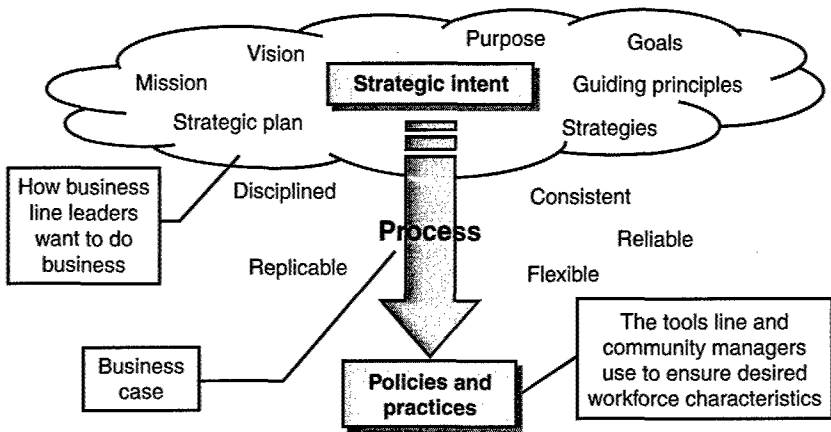 Purpose
Goals
Vision
Mission
Strategic intent
Guiding principles
Strategic plan
Strategies
How business
line leaders
want to do
business
Disciplined
Consistent
Process
Reliable
Replicable
Flexible
Business
case
Policies and
practices
The tools line and
community managers
use to ensure desired
workforce characteristics